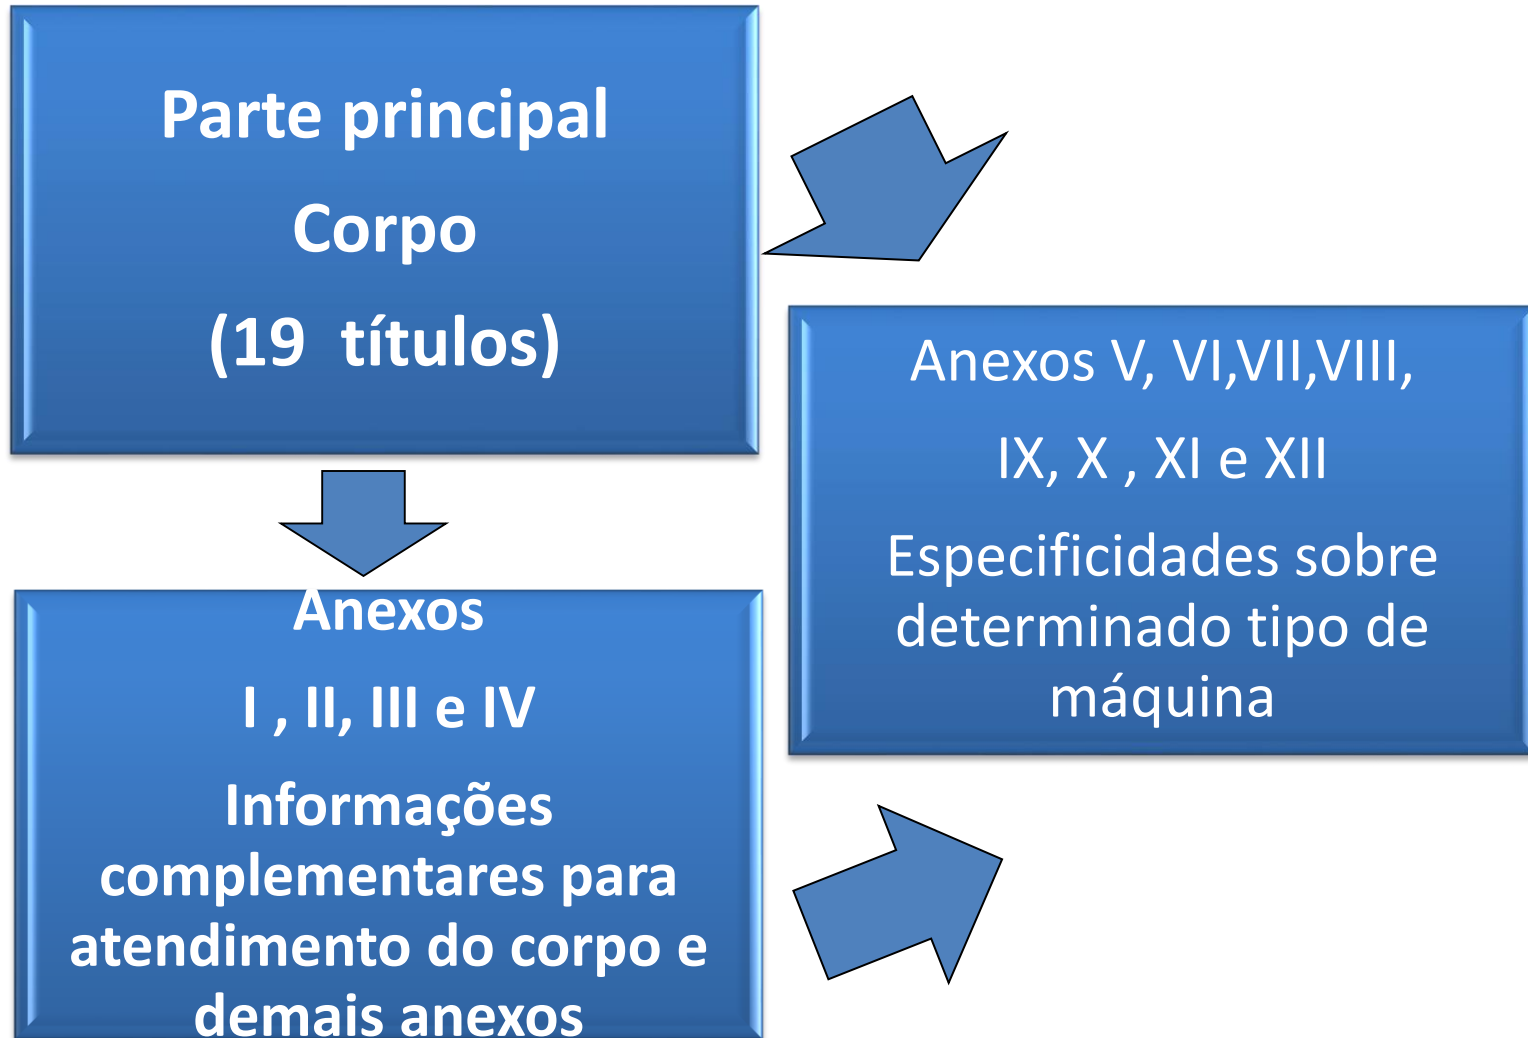 Parte principal
Corpo
(19 títulos)
Anexos
I , II, III e IV
Informações
complementares para
atendimento do corpo e
demais anexos
Anexos V, VI,VII,VIII,
IX, X , XI e XII
Especificidades sobre
determinado tipo de
máquina